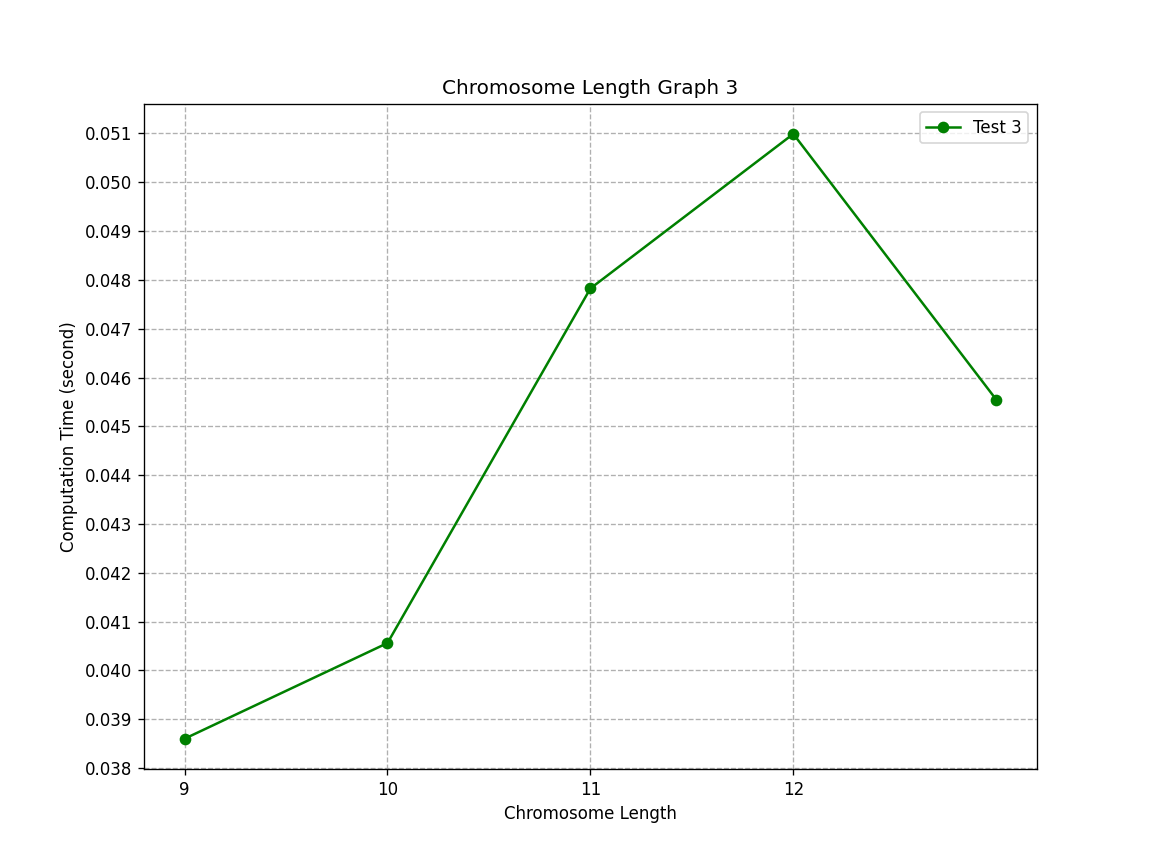 Chromosome Length Graph 3
Test 3
0.051
0.050
0.049
0.048
0.047
0.046
0.045
0.044
0.043
0.042
0.041
0.040
0.039
0.038
Computation Time (second)
9 10 11 12
Chromosome Length